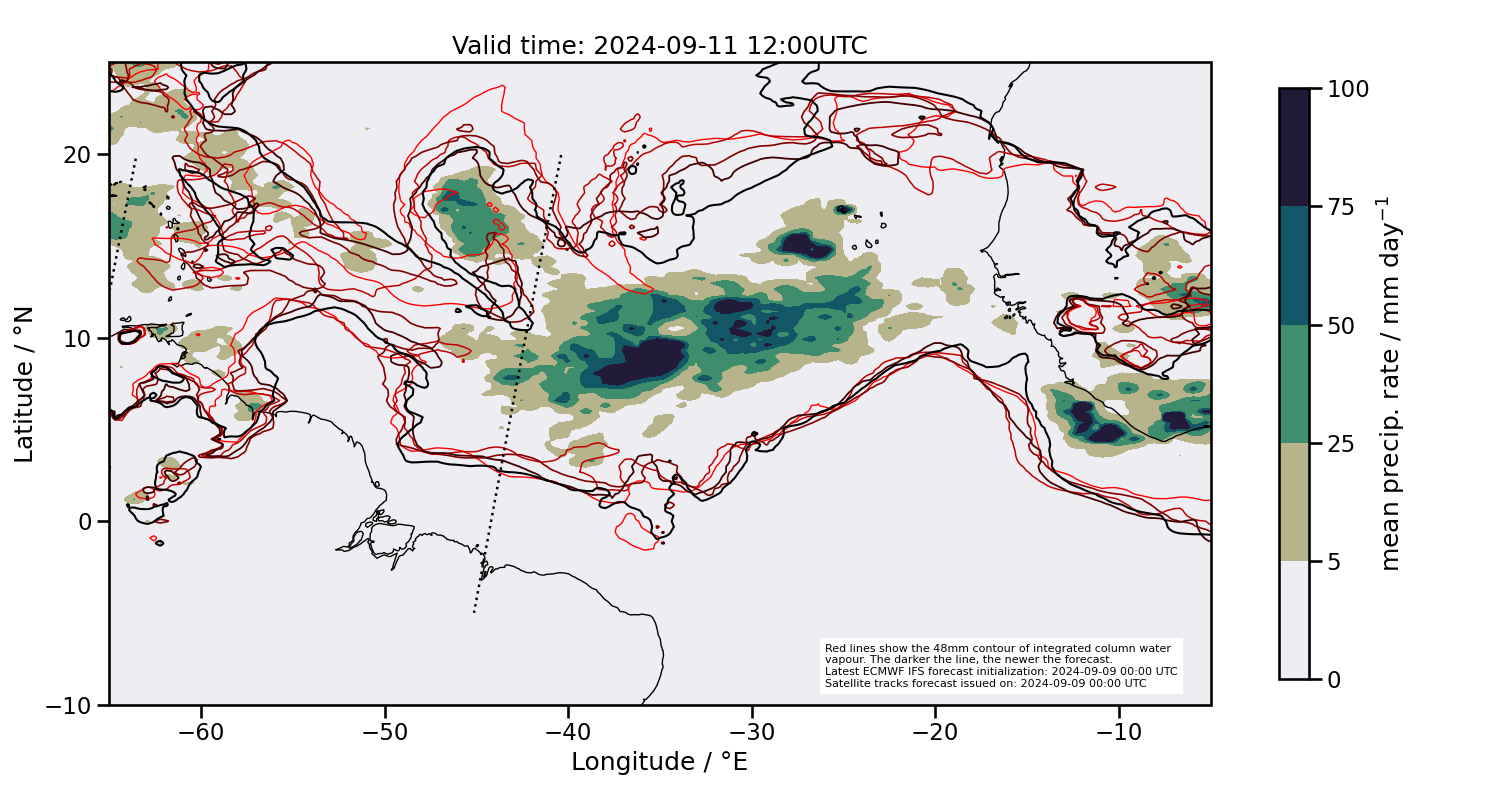 Valid time: 2024-09-11 12:00UTC
Latitude / °N
20
10
0
−10
−60
−50
−40
−30
−20
−10
Longitude / °E
Red lines show the 48mm contour of integrated column water
vapour. The darker the line, the newer the forecast.
Latest ECMWF IFS forecast initialization: 2024-09-09 00:00 UTC
Satellite tracks forecast issued on: 2024-09-09 00:00 UTC
100
75
50
25
5
0
mean precip. rate / mm day⁻¹